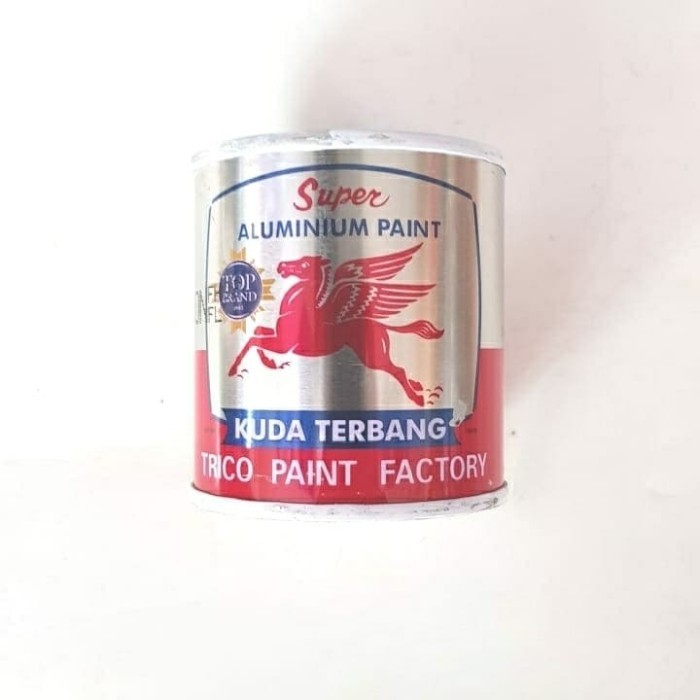 Super
ALUMINIUM PAINT
TOP
BRAND
KUDA TERBANG
TRICO PAINT FACTORY